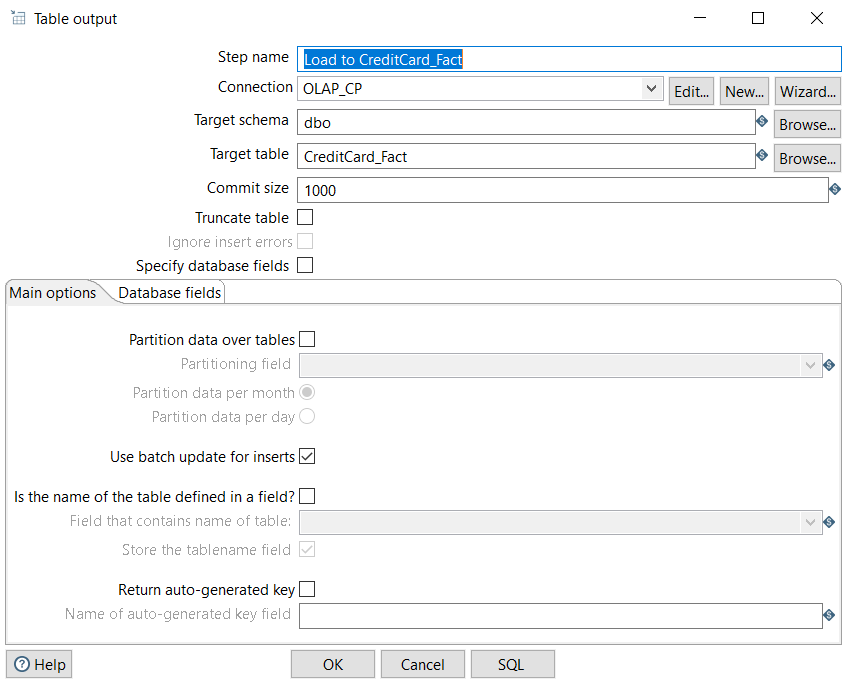 Table output
Step name Load to CreditCard_Fact
Connection OLAP_CP Edit... New... Wizard...
Target schema dbo Browse...
Target table CreditCard_Fact Browse...
Commit size 1000
Truncate table
Ignore insert errors
Specify database fields
Main options Database fields
Partition data over tables
Partitioning field
Partition data per month
Partition data per day
Use batch update for inserts
Is the name of the table defined in a field?
Field that contains name of table:
Store the tablename field
Return auto-generated key
Name of auto-generated key field
Help OK Cancel SQL